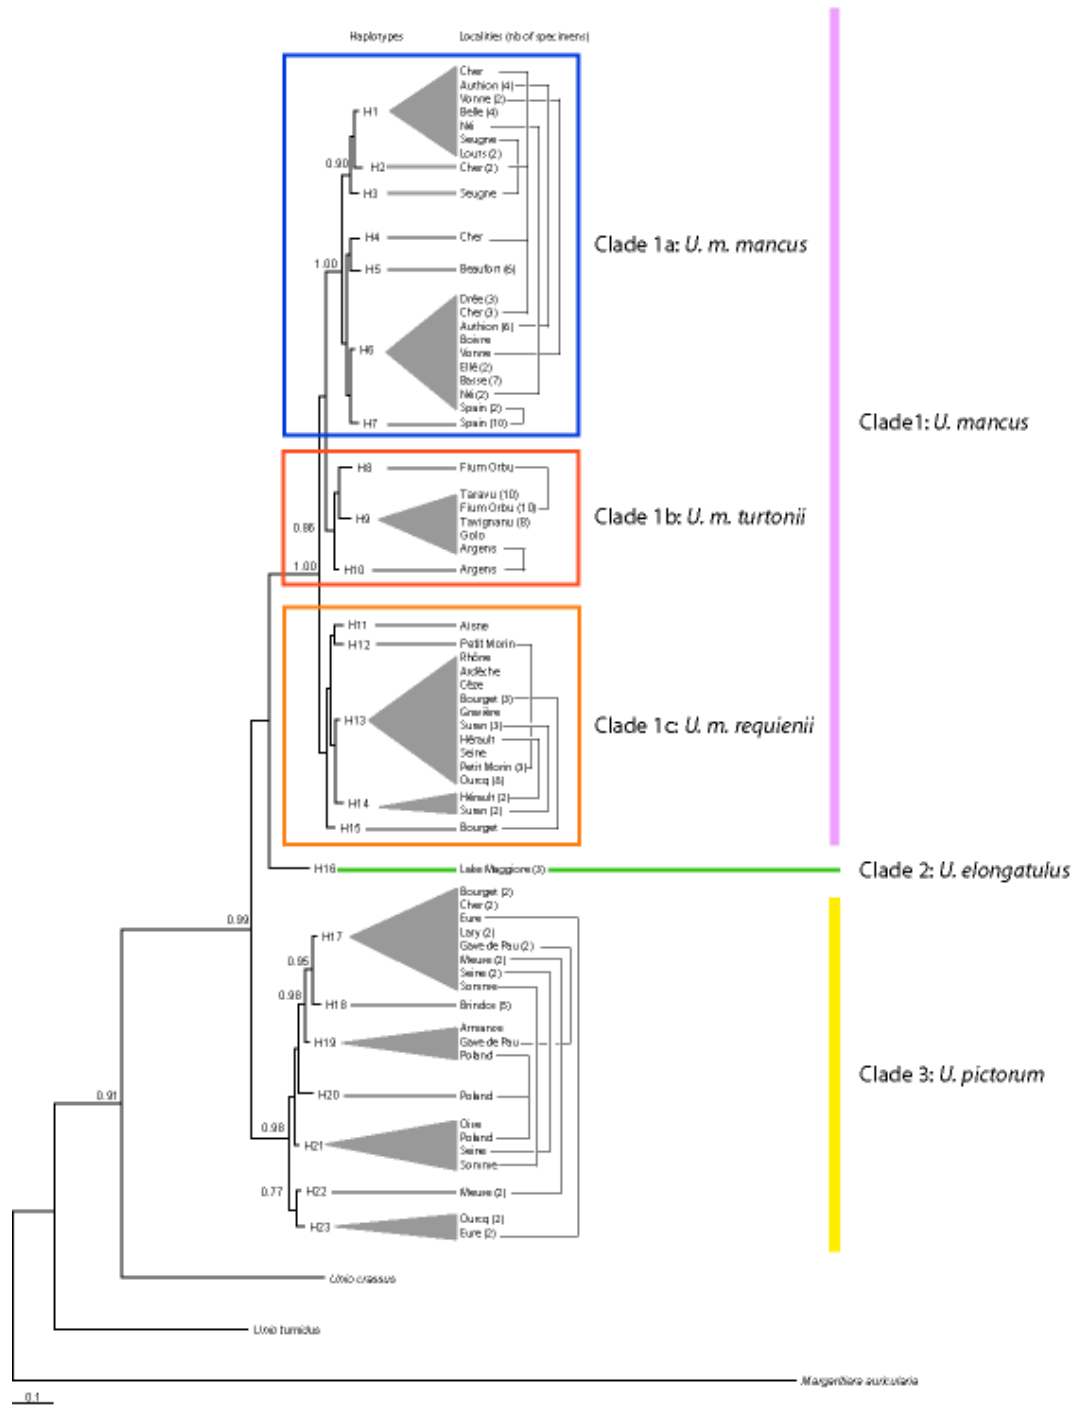 Haplotypes Localities (nb of specimens)
Cher
Authion (4)
Vonne (2)
H1 Belle (4)
Né
Seugne
Louts (2)
0.90 H2 Cher (2)
H3 Seugne
H4 Cher
Clade 1a: U. m. mancus
1.00 H5 Beaufort (6)
Drée (3)
Cher (3)
Authion (6)
Boivre
H6 Vonne
Ellé (2)
Basse (7)
Né (2)
Spain (2)
H7 Spain (10)
Clade1: U. mancus
H8 Fium Orbu
Taravu (10)
Fium Orbu (10)
H9 Tavignanu (8)
Clade 1b: U. m. turtonii
0.86 Golo
Argens
1.00 H10 Argens
H11 Aisne
H12 Petit Morin
Rhône
Ardèche
Cèze
Bourget (3)
Gravière
H13 Suran (3)
Clade 1c: U. m. requienii
Hérault
Seine
Petit Morin (3)
Ourcq (8)
Hérault (2)
H14 Suran (2)
H15 Bourget
H16 Lake Maggiore (3) Clade 2: U. elongatulus
Bourget (2)
Cher (2)
0.99 Eure
H17 Lary (2)
Gave de Pau (2)
0.95 Meuse (2)
Seine (2)
0.98 Somme
H18 Brindos (5)
Armance
H19 Gave de Pau
Poland
Clade 3: U. pictorum
0.91 H20 Poland
Oise
0.98 Poland
H21 Seine
Somme
0.77 H22 Meuse (2)
Ourcq (2)
H23 Eure (2)
Unio crassus
Unio tumidus
Margaritifera auricularia
0.1